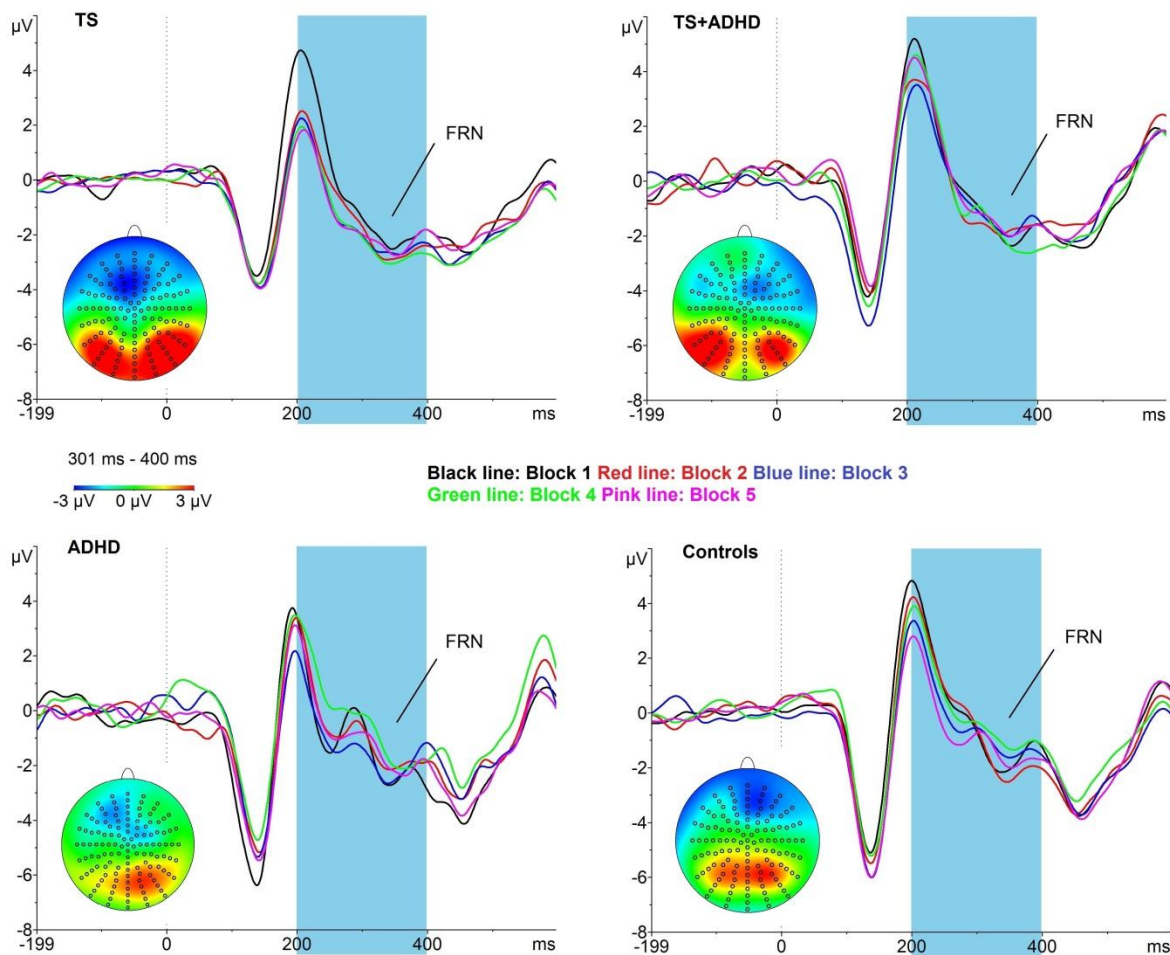 µV TS
4
2
0
-2
-4
-6
-8
FRN
-199 0 200 400 ms
µV TS+ADHD
4
2
0
-2
-4
-6
-8
FRN
-199 0 200 400 ms
301 ms - 400 ms
-3 µV 0 µV 3 µV
Black line: Block 1 Red line: Block 2 Blue line: Block 3
Green line: Block 4 Pink line: Block 5
µV ADHD
4
2
0
-2
-4
-6
-8
FRN
-199 0 200 400 ms
µV Controls
4
2
0
-2
-4
-6
-8
FRN
-199 0 200 400 ms